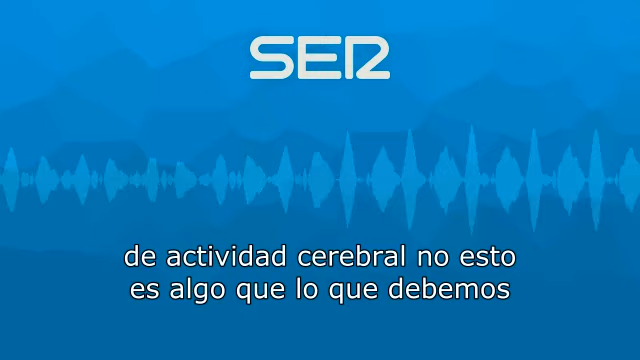 SER
de actividad cerebral no esto
es algo que lo que debemos